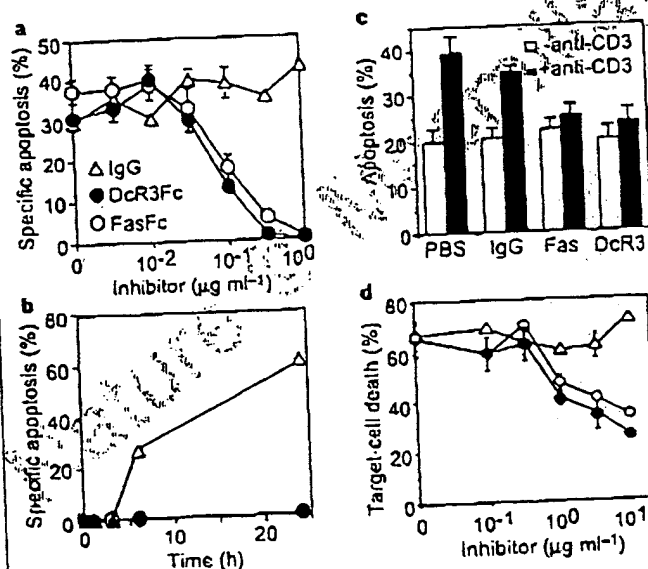 a
Specific apoptosis (%)
50
40
30
20
10
0
△ IgG
● DcR3Fc
○ FasFc
0 10⁻² 10⁻¹ 10⁰
Inhibitor (µg ml⁻¹)
b
Specific apoptosis (%)
80
60
40
20
0
0 10 20
Time (h)
c
Apoptosis (%)
40
30
20
10
0
□ -anti-CD3
■ +anti-CD3
PBS IgG Fas DcR3
d
Target-cell death (%)
80
60
40
20
0
0 10⁻¹ 10⁰ 10¹
Inhibitor (µg ml⁻¹)